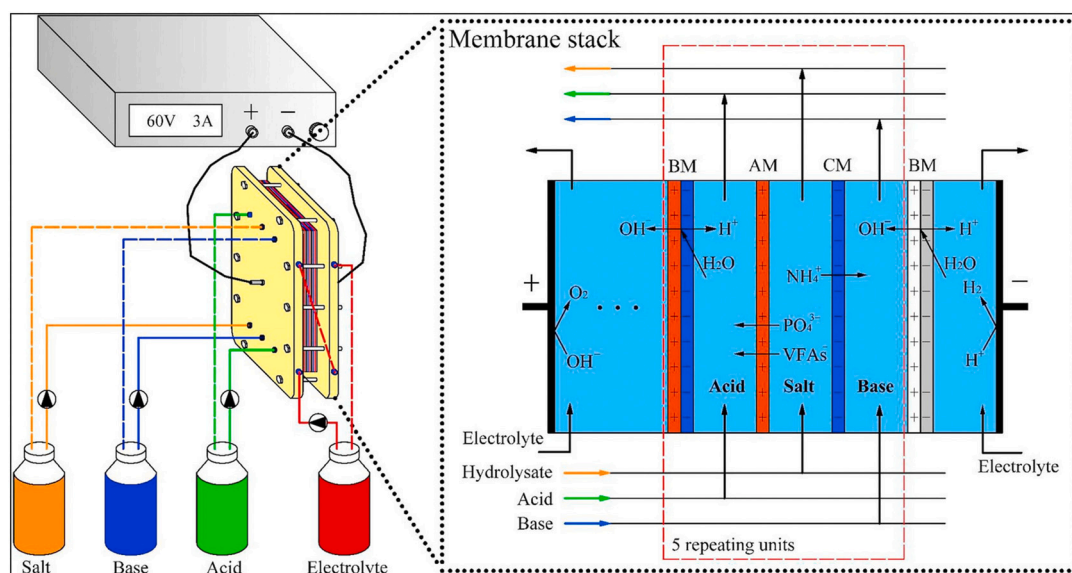 60V 3A
+ −
Salt
Base
Acid
Electrolyte
Membrane stack
BM
AM
CM
BM
OH⁻
H⁺
H₂O
OH⁻
H⁺
H₂O
NH₄⁺
PO₄³⁻
VFAs⁻
+
−
O₂
OH⁻
H₂
H⁺
...
Acid
Salt
Base
Electrolyte
Electrolyte
Hydrolysate
Acid
Base
5 repeating units